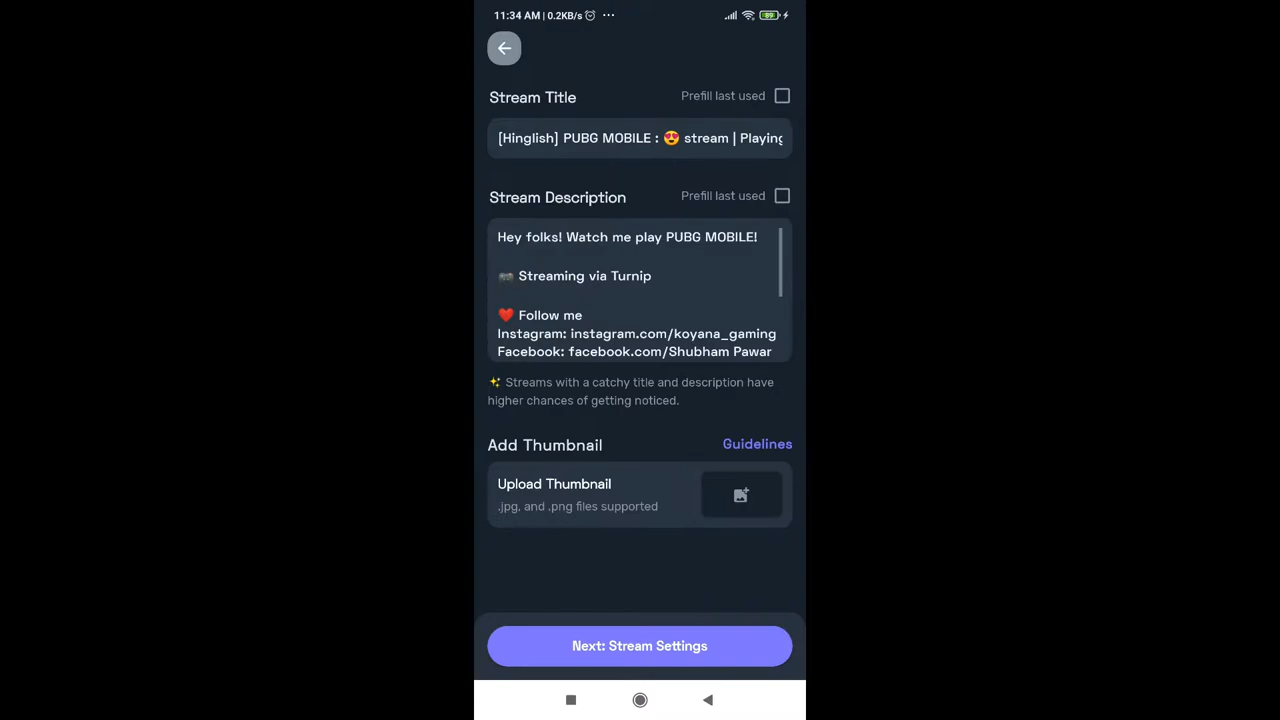 11:34 AM | 0.2KB/s ... 89
Stream Title Prefill last used
[Hinglish] PUBG MOBILE : 😍 stream | Playing
Stream Description Prefill last used
Hey folks! Watch me play PUBG MOBILE!
🎮 Streaming via Turnip
❤️ Follow me
Instagram: instagram.com/koyana_gaming
Facebook: facebook.com/Shubham Pawar
✨ Streams with a catchy title and description have
higher chances of getting noticed.
Add Thumbnail Guidelines
Upload Thumbnail
.jpg, and .png files supported
Next: Stream Settings